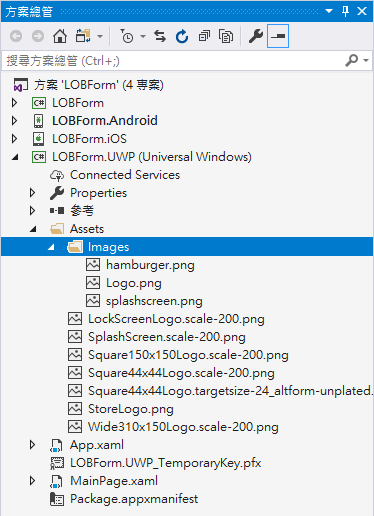 方案總管
搜尋方案總管 (Ctrl+;)
方案 'LOBForm' (4 專案)
LOBForm
LOBForm.Android
LOBForm.iOS
LOBForm.UWP (Universal Windows)
Connected Services
Properties
參考
Assets
Images
hamburger.png
Logo.png
splashscreen.png
LockScreenLogo.scale-200.png
SplashScreen.scale-200.png
Square150x150Logo.scale-200.png
Square44x44Logo.scale-200.png
Square44x44Logo.targetsize-24_altform-unplated.
StoreLogo.png
Wide310x150Logo.scale-200.png
App.xaml
LOBForm.UWP_TemporaryKey.pfx
MainPage.xaml
Package.appxmanifest